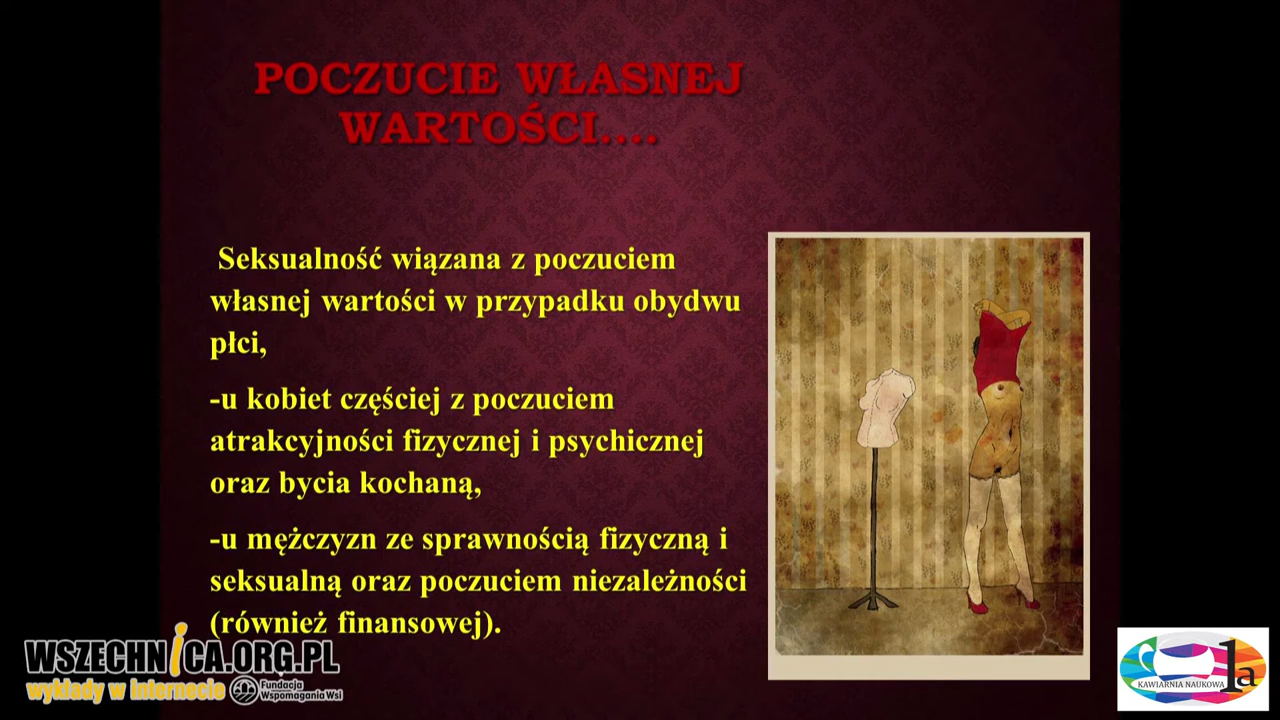 POCZUCIE WŁASNEJ
WARTOŚCI....
Seksualność wiązana z poczuciem
własnej wartości w przypadku obydwu
płci,
-u kobiet częściej z poczuciem
atrakcyjności fizycznej i psychicznej
oraz bycia kochaną,
-u mężczyzn ze sprawnością fizyczną i
seksualną oraz poczuciem niezależności
(również finansowej).
WSZECHNICA.ORG.PL
wykłady w internecie
Fundacja
Wspomagania Wsi
KAWIARNIA NAUKOWA
1a